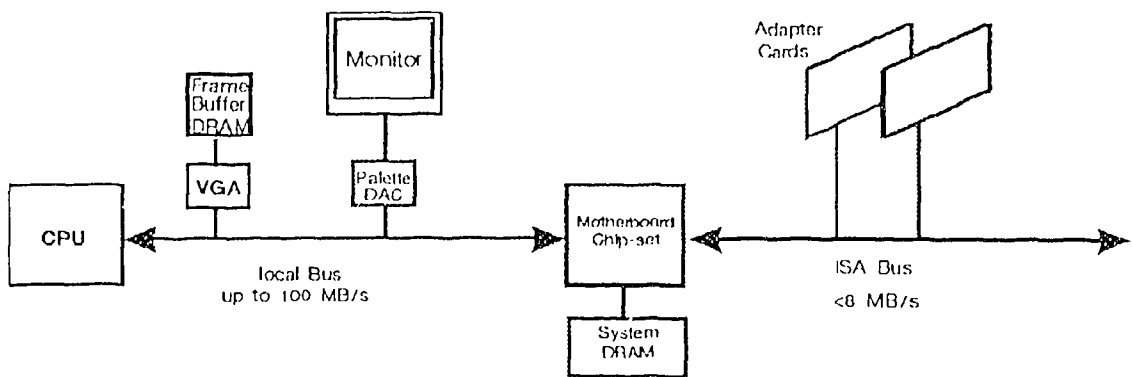 Adapter
Cards
Monitor
Frame
Buffer
DRAM
VGA
Palette
DAC
CPU
Motherboard
Chip-set
local Bus
up to 100 MB/s
ISA Bus
<8 MB/s
System
DRAM